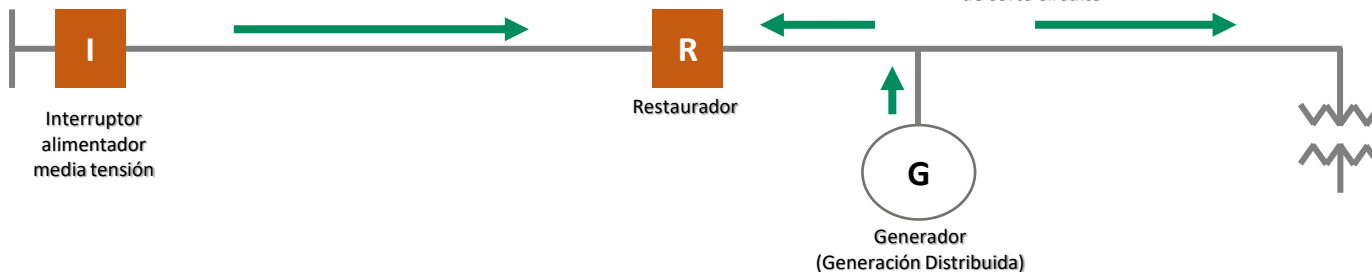 I
R
Interruptor
alimentador
media tensión
Restaurador
G
Generador
(Generación Distribuida)